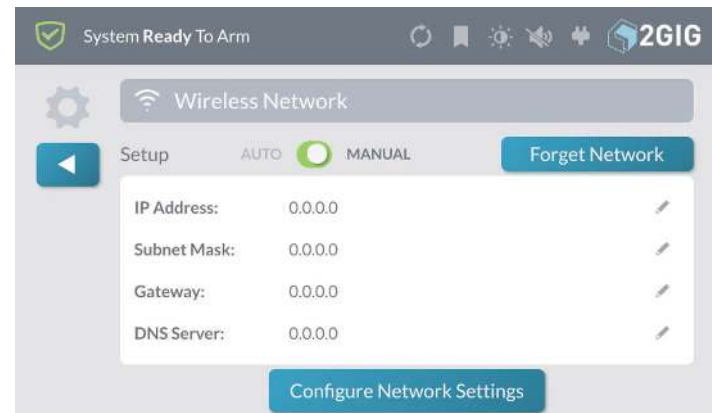 System Ready To Arm
2GIG
Wireless Network
Setup AUTO MANUAL Forget Network
IP Address: 0.0.0.0
Subnet Mask: 0.0.0.0
Gateway: 0.0.0.0
DNS Server: 0.0.0.0
Configure Network Settings